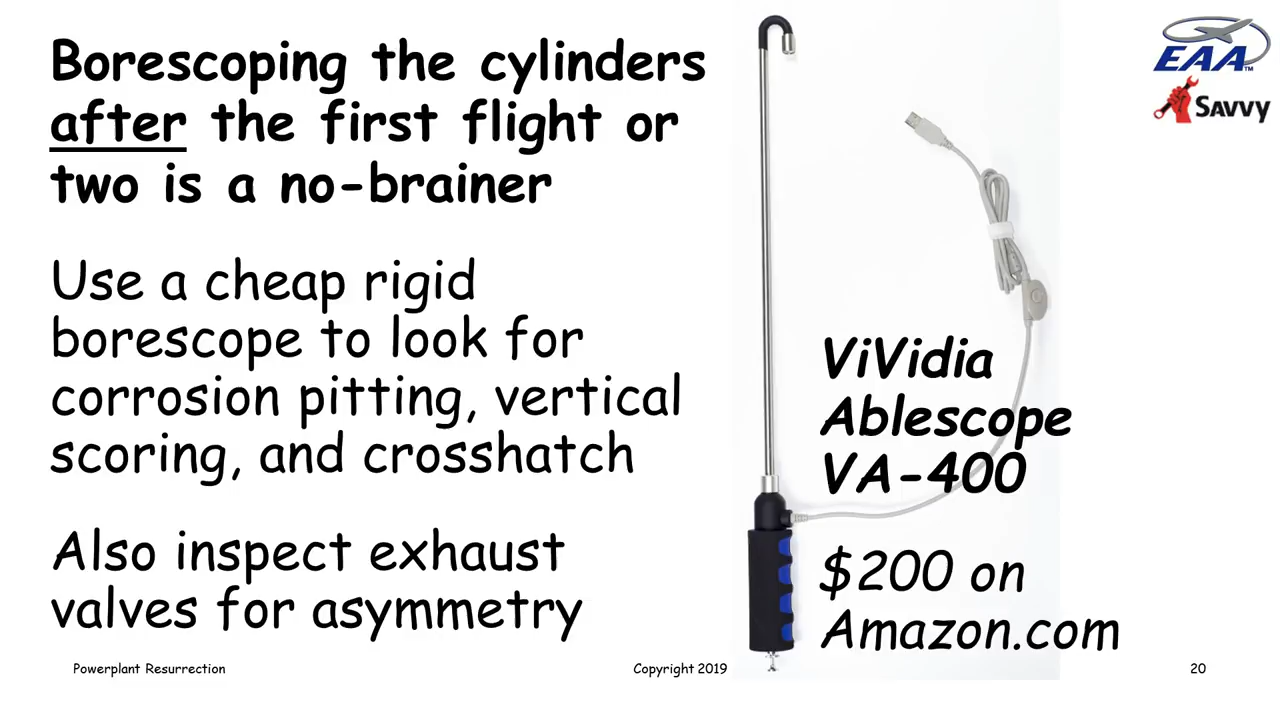 Borescoping the cylinders
after the first flight or
two is a no-brainer
Use a cheap rigid
borescope to look for
corrosion pitting, vertical
scoring, and crosshatch
Also inspect exhaust
valves for asymmetry
EAA™
SAVVY
ViVidia
Ablescope
VA-400
$200 on
Amazon.com
Powerplant Resurrection
Copyright 2019
20